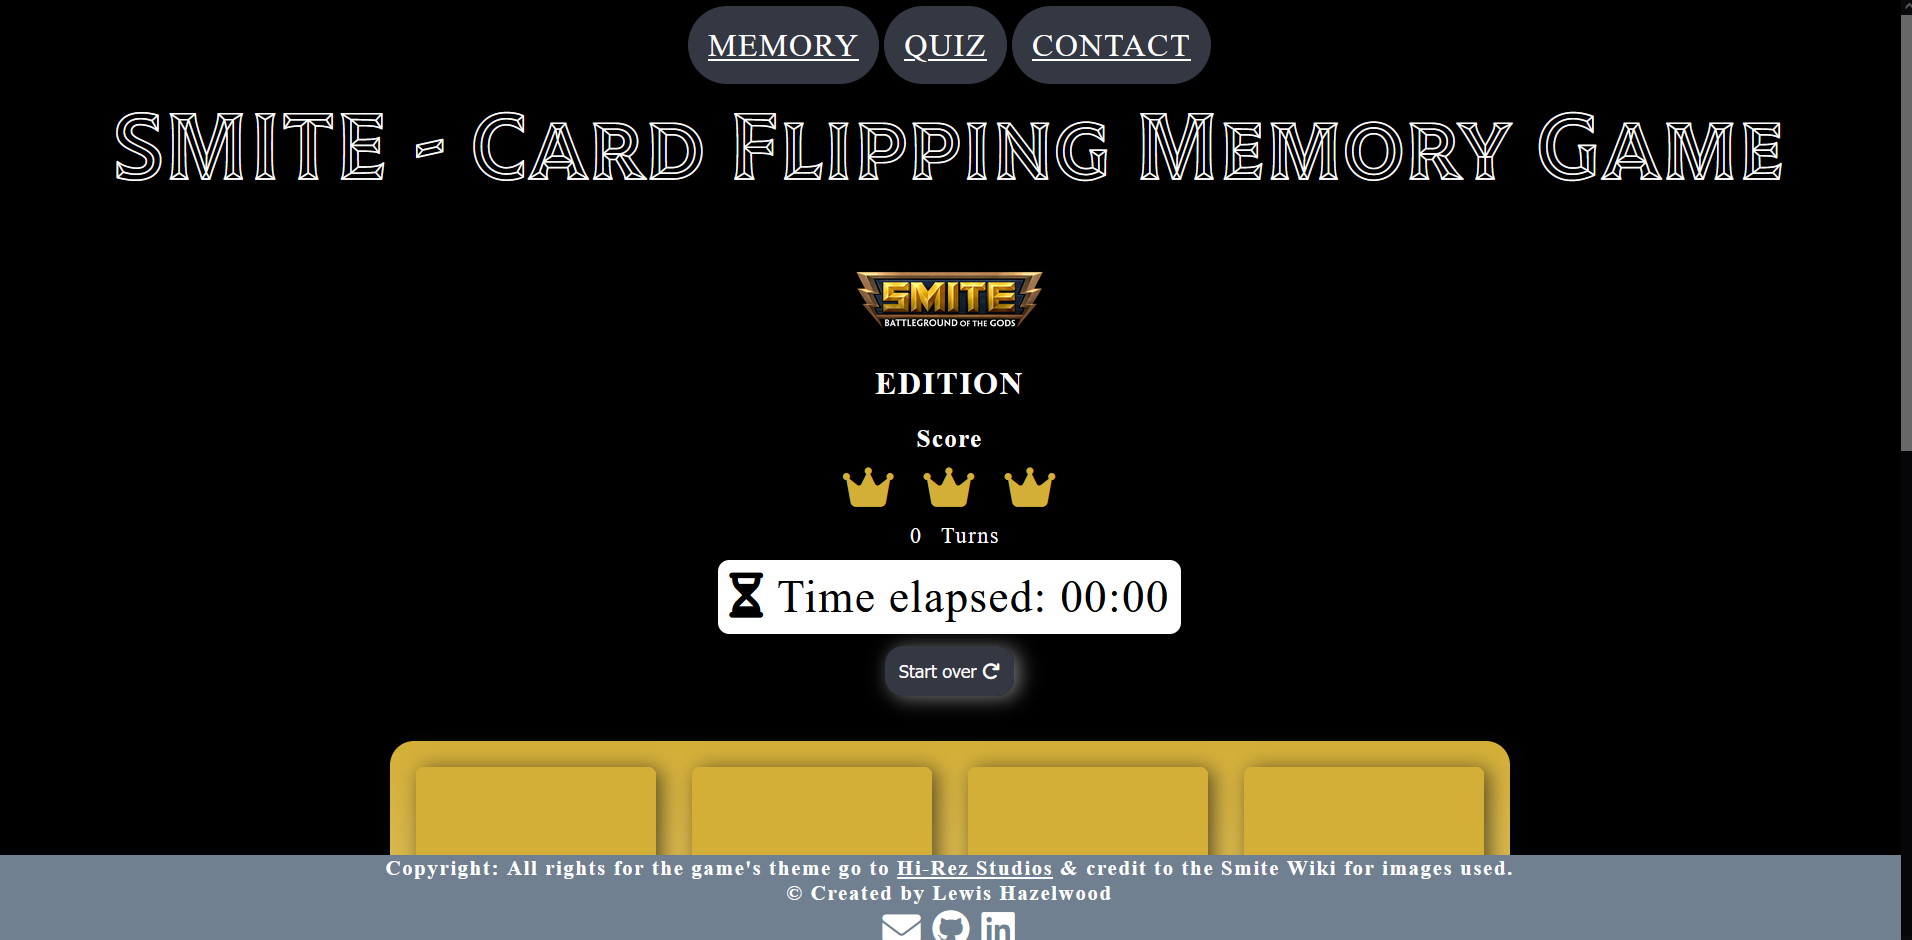 MEMORY QUIZ CONTACT
SMITE - Card Flipping Memory Game
SMITE
BATTLEGROUND OF THE GODS
EDITION
Score
0 Turns
Time elapsed: 00:00
Start over
Copyright: All rights for the game's theme go to Hi-Rez Studios & credit to the Smite Wiki for images used.
© Created by Lewis Hazelwood
in